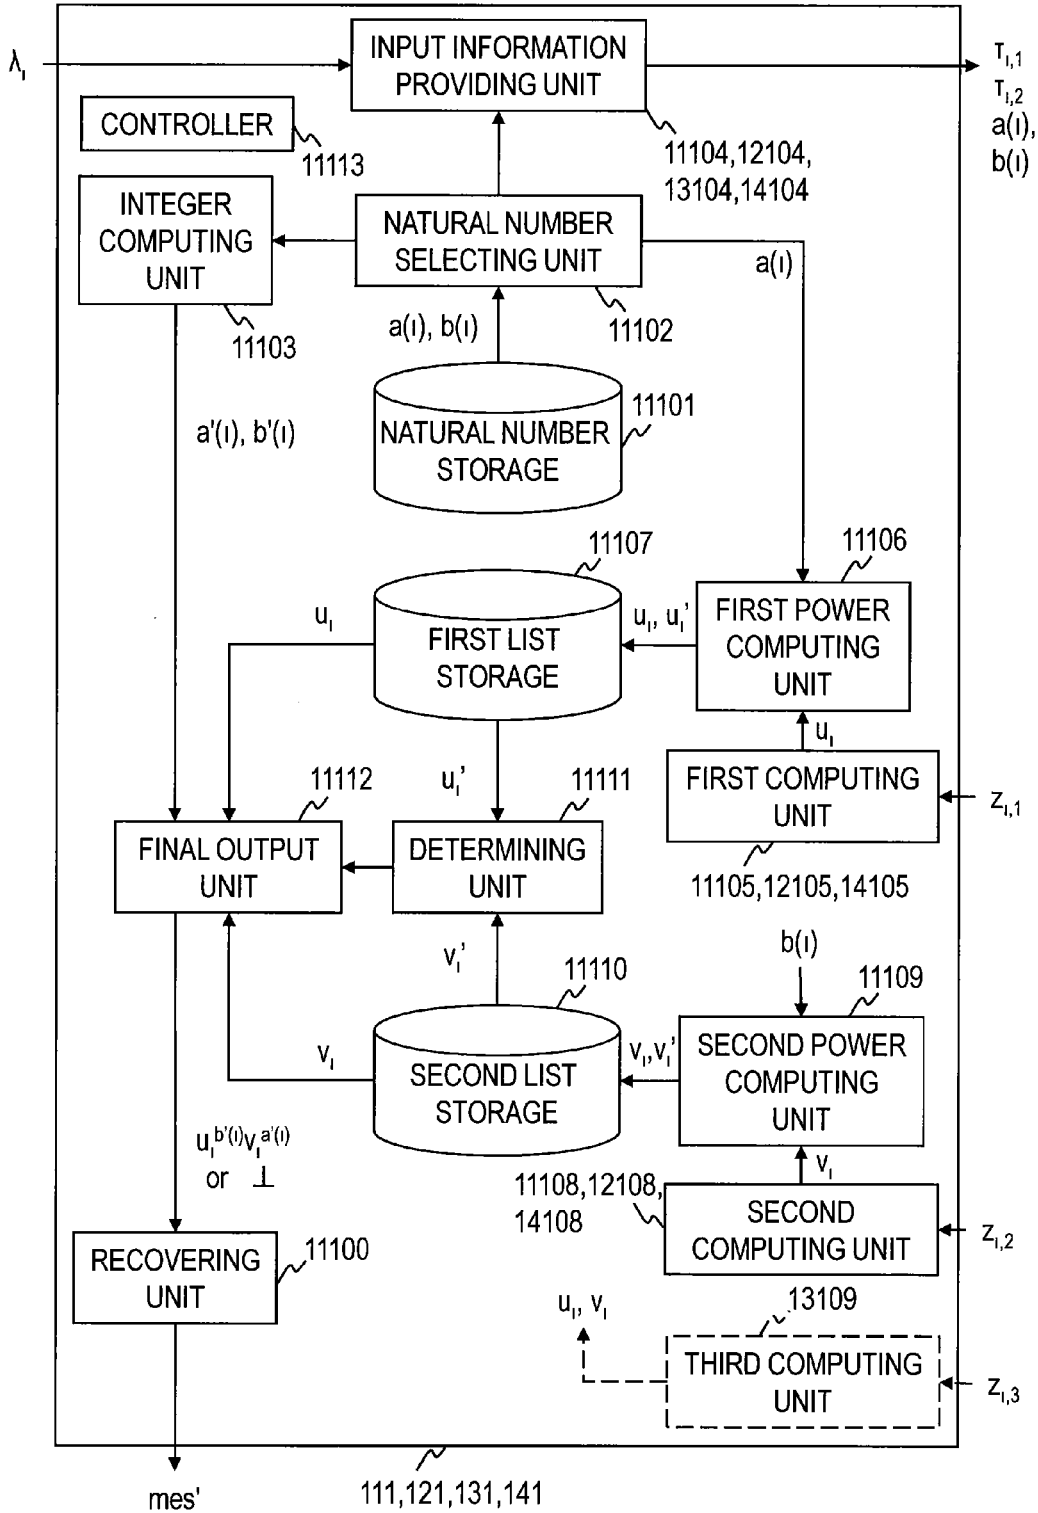 λι
INPUT INFORMATION
PROVIDING UNIT
τι,1
τι,2
a(ι),
b(ι)
CONTROLLER
11113
11104,12104,
13104,14104
INTEGER
COMPUTING
UNIT
11103
NATURAL NUMBER
SELECTING UNIT
11102
a(ι)
a(ι), b(ι)
11101
NATURAL NUMBER
STORAGE
a'(ι), b'(ι)
11107
11106
FIRST LIST
STORAGE
uι
uι, uι'
FIRST POWER
COMPUTING
UNIT
uι
FIRST COMPUTING
UNIT
zι,1
11105,12105,14105
uι'
11112
11111
FINAL OUTPUT
UNIT
DETERMINING
UNIT
vι'
11110
b(ι)
11109
SECOND LIST
STORAGE
vι
vι,vι'
SECOND POWER
COMPUTING
UNIT
vι
uι^b'(ι)vι^a'(ι)
or ⊥
11108,12108,
14108
SECOND
COMPUTING UNIT
zι,2
RECOVERING
UNIT
11100
13109
uι, vι
THIRD COMPUTING
UNIT
zι,3
111,121,131,141
mes'